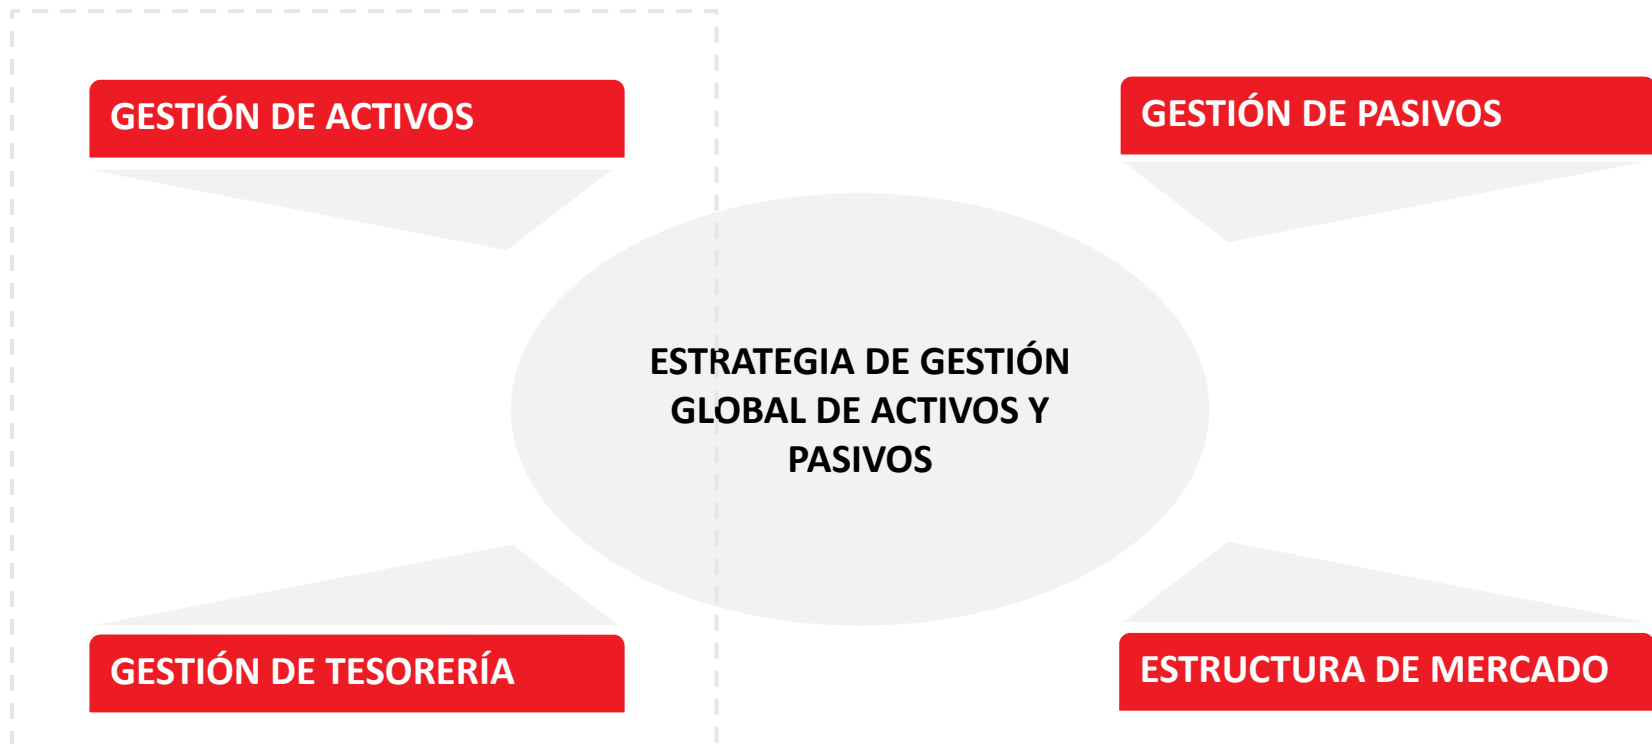 GESTIÓN DE ACTIVOS
GESTIÓN DE PASIVOS
ESTRATEGIA DE GESTIÓN
GLOBAL DE ACTIVOS Y
PASIVOS
GESTIÓN DE TESORERÍA
ESTRUCTURA DE MERCADO